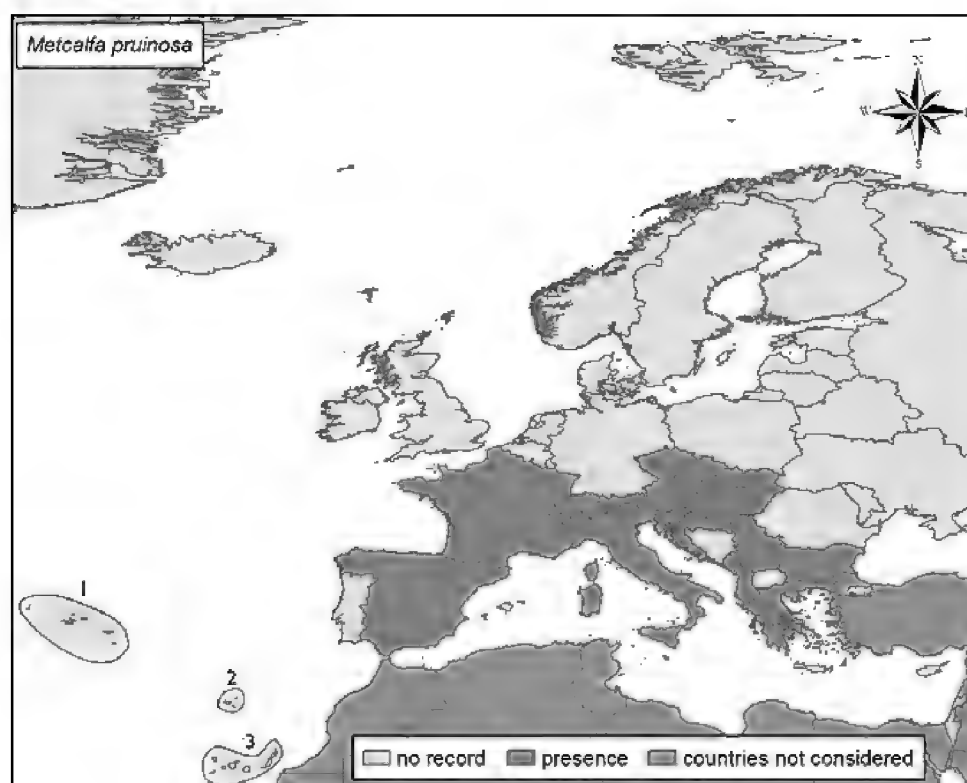 Metcalfa pruinosa
N
W
E
S
1
2
3
no record presence countries not considered